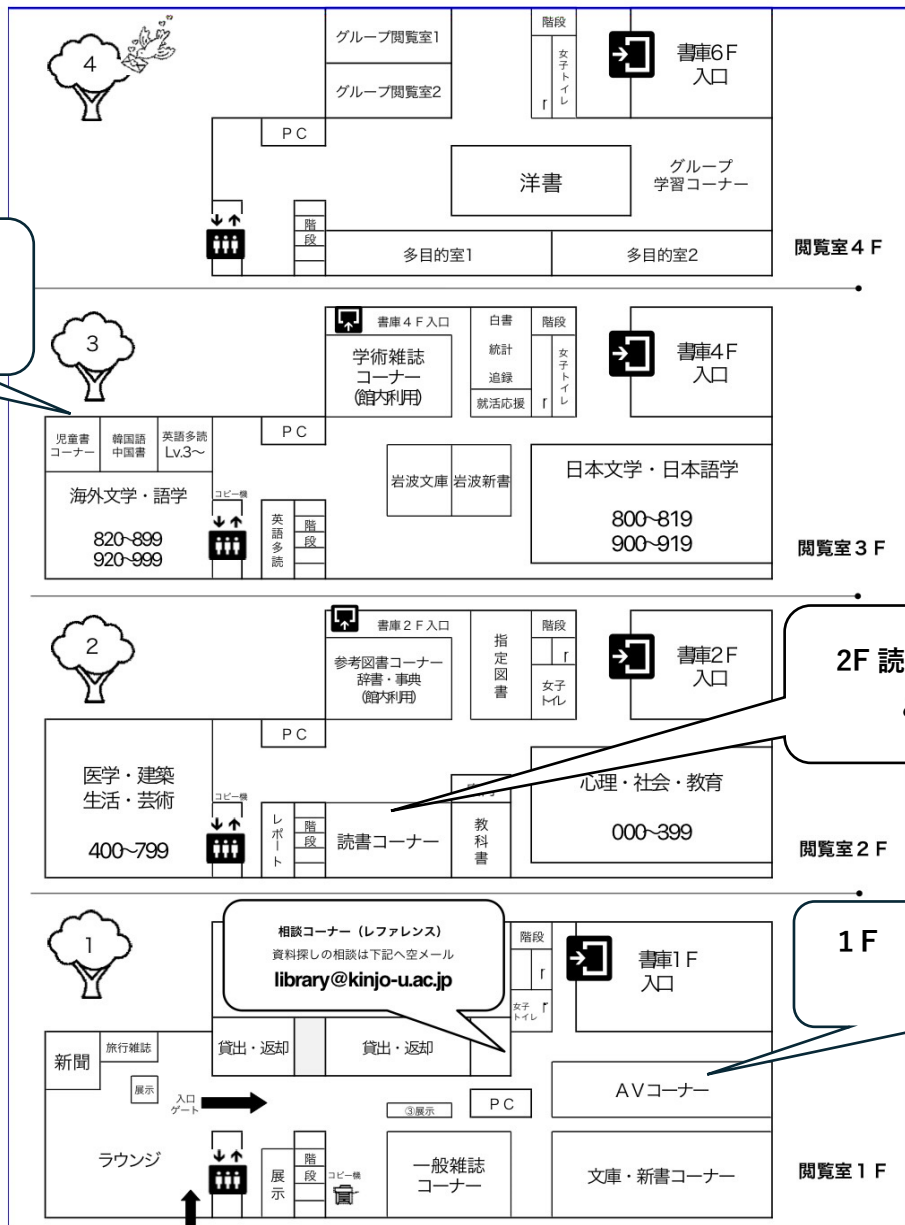 4
グループ閲覧室1
グループ閲覧室2
階段
女子トイレ
書庫6F
入口
PC
洋書
グループ
学習コーナー
階段
多目的室1
多目的室2
閲覧室4F
3
書庫4F入口
学術雑誌
コーナー
(館内利用)
白書
統計
追録
就活応援
階段
女子トイレ
書庫4F
入口
児童書
コーナー
韓国語
中国書
英語多読
Lv.3~
PC
海外文学・語学
820~899
920~999
コピー機
英語多読
階段
岩波文庫
岩波新書
日本文学・日本語学
800~819
900~919
閲覧室3F
2
書庫2F入口
参考図書コーナー
辞書・事典
(館内利用)
指定図書
階段
女子
トイレ
書庫2F
入口
2F 読
PC
医学・建築
生活・芸術
400~799
コピー機
レポート
階段
読書コーナー
教科書
心理・社会・教育
000~399
閲覧室2F
1
相談コーナー（レファレンス）
資料探しの相談は下記へ空メール
library@kinjo-u.ac.jp
階段
女子
トイレ
書庫1F
入口
1F
新聞
旅行雑誌
貸出・返却
貸出・返却
展示
入口
ゲート
③展示
PC
AVコーナー
ラウンジ
展示
階段
コピー機
一般雑誌
コーナー
文庫・新書コーナー
閲覧室1F